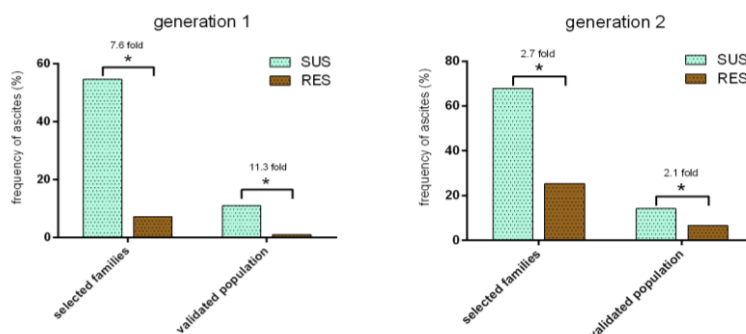 generation 1
7.6 fold
*
SUS
RES
frequency of ascites (%)
60
40
20
0
11.3 fold
*
selected families
validated population
generation 2
2.7 fold
*
SUS
RES
frequency of ascites (%)
80
60
40
20
0
2.1 fold
*
selected families
validated population